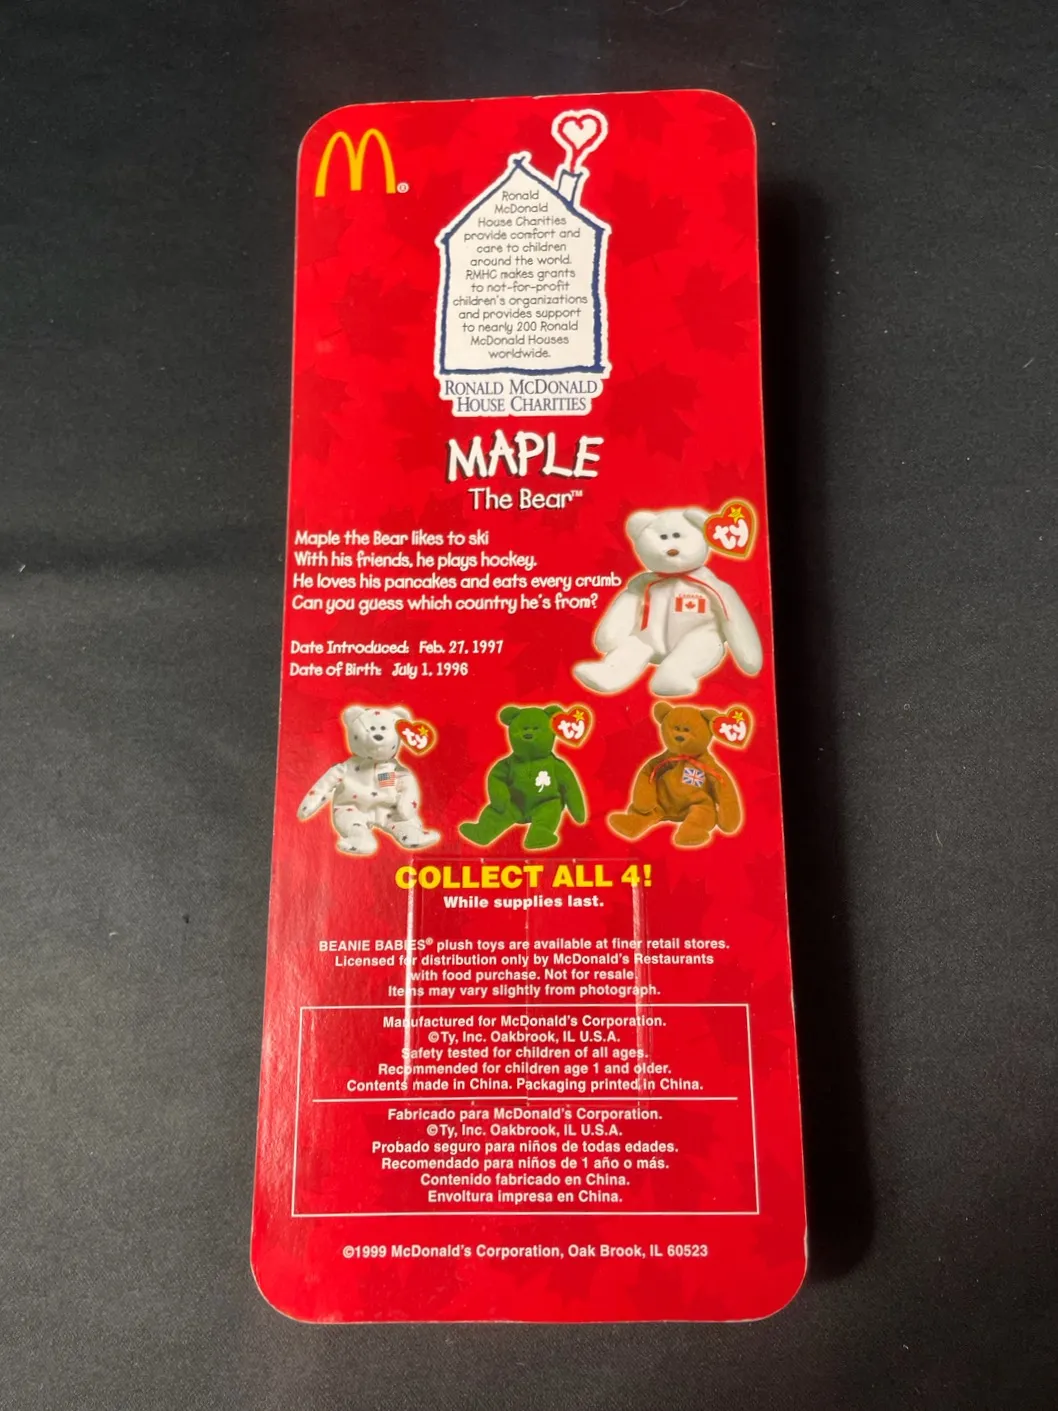 M®
Ronald
McDonald
House Charities
provide comfort and
care to children
around the world.
RMHC makes grants
to not-for-profit
children's organizations
and provides support
to nearly 200 Ronald
McDonald Houses
worldwide.
RONALD MCDONALD
HOUSE CHARITIES
MAPLE
The Bear™
Maple the Bear likes to ski
With his friends, he plays hockey.
He loves his pancakes and eats every crumb
Can you guess which country he's from?
ty
CANADA
Date Introduced: Feb. 27, 1997
Date of Birth: July 1, 1996
ty
ty
ty
COLLECT ALL 4!
While supplies last.
BEANIE BABIES® plush toys are available at finer retail stores.
Licensed for distribution only by McDonald's Restaurants
with food purchase. Not for resale.
Items may vary slightly from photograph.
Manufactured for McDonald's Corporation.
©Ty, Inc. Oakbrook, IL U.S.A.
Safety tested for children of all ages.
Recommended for children age 1 and older.
Contents made in China. Packaging printed in China.
Fabricado para McDonald's Corporation.
©Ty, Inc. Oakbrook, IL U.S.A.
Probado seguro para niños de todas edades.
Recomendado para niños de 1 año o más.
Contenido fabricado en China.
Envoltura impresa en China.
©1999 McDonald's Corporation, Oak Brook, IL 60523